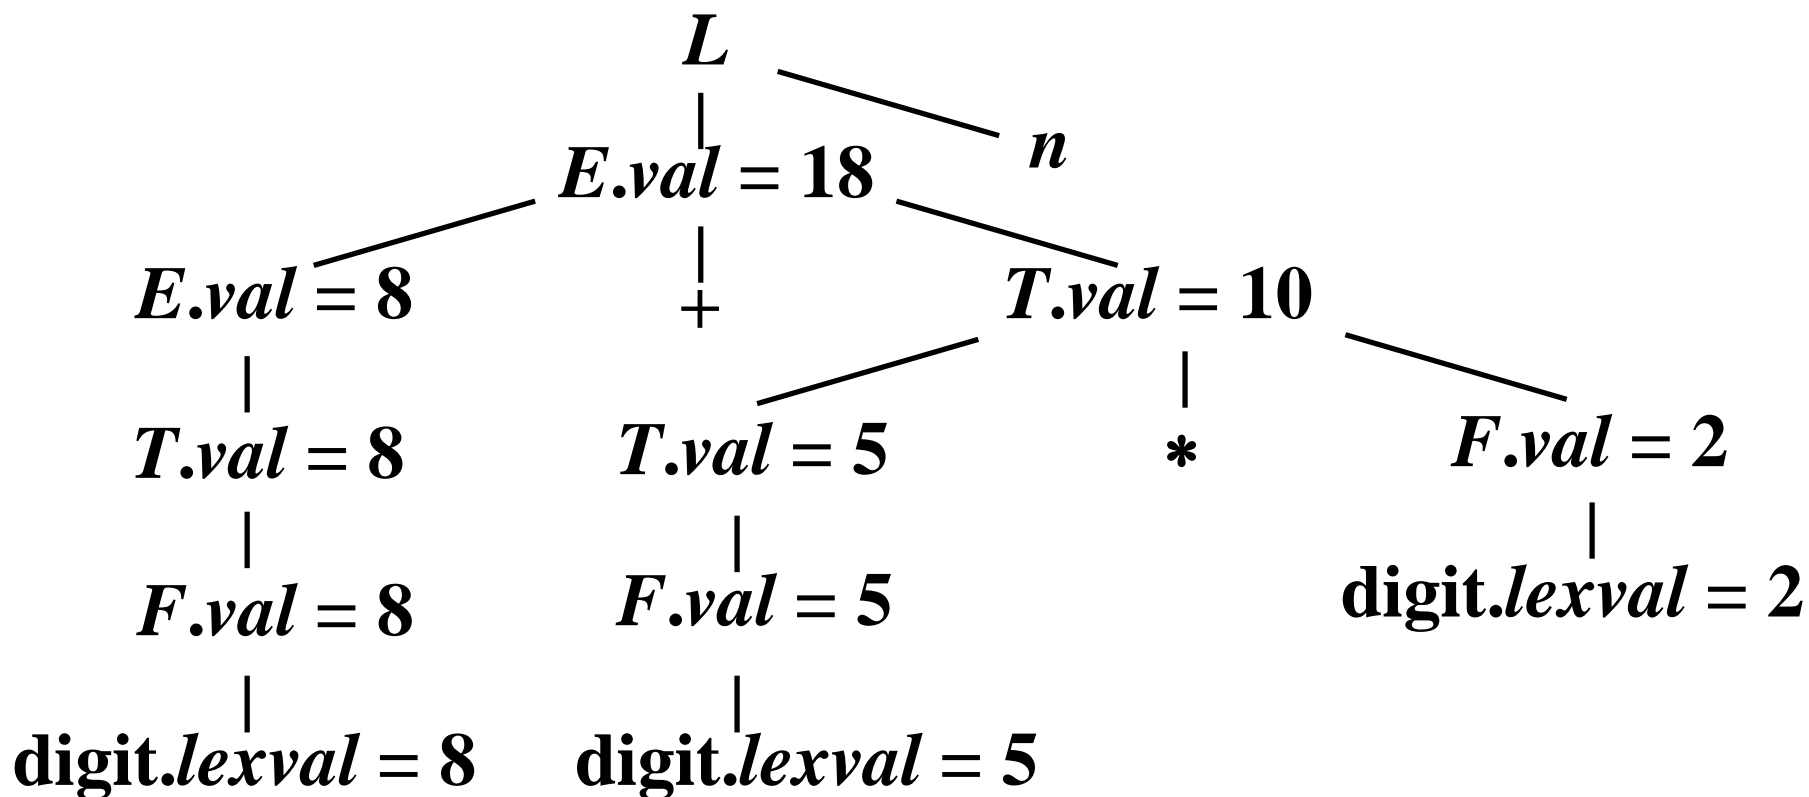 L
n
E.val = 18
E.val = 8
+
T.val = 10
T.val = 8
T.val = 5
*
F.val = 2
F.val = 8
F.val = 5
digit.lexval = 2
digit.lexval = 8
digit.lexval = 5